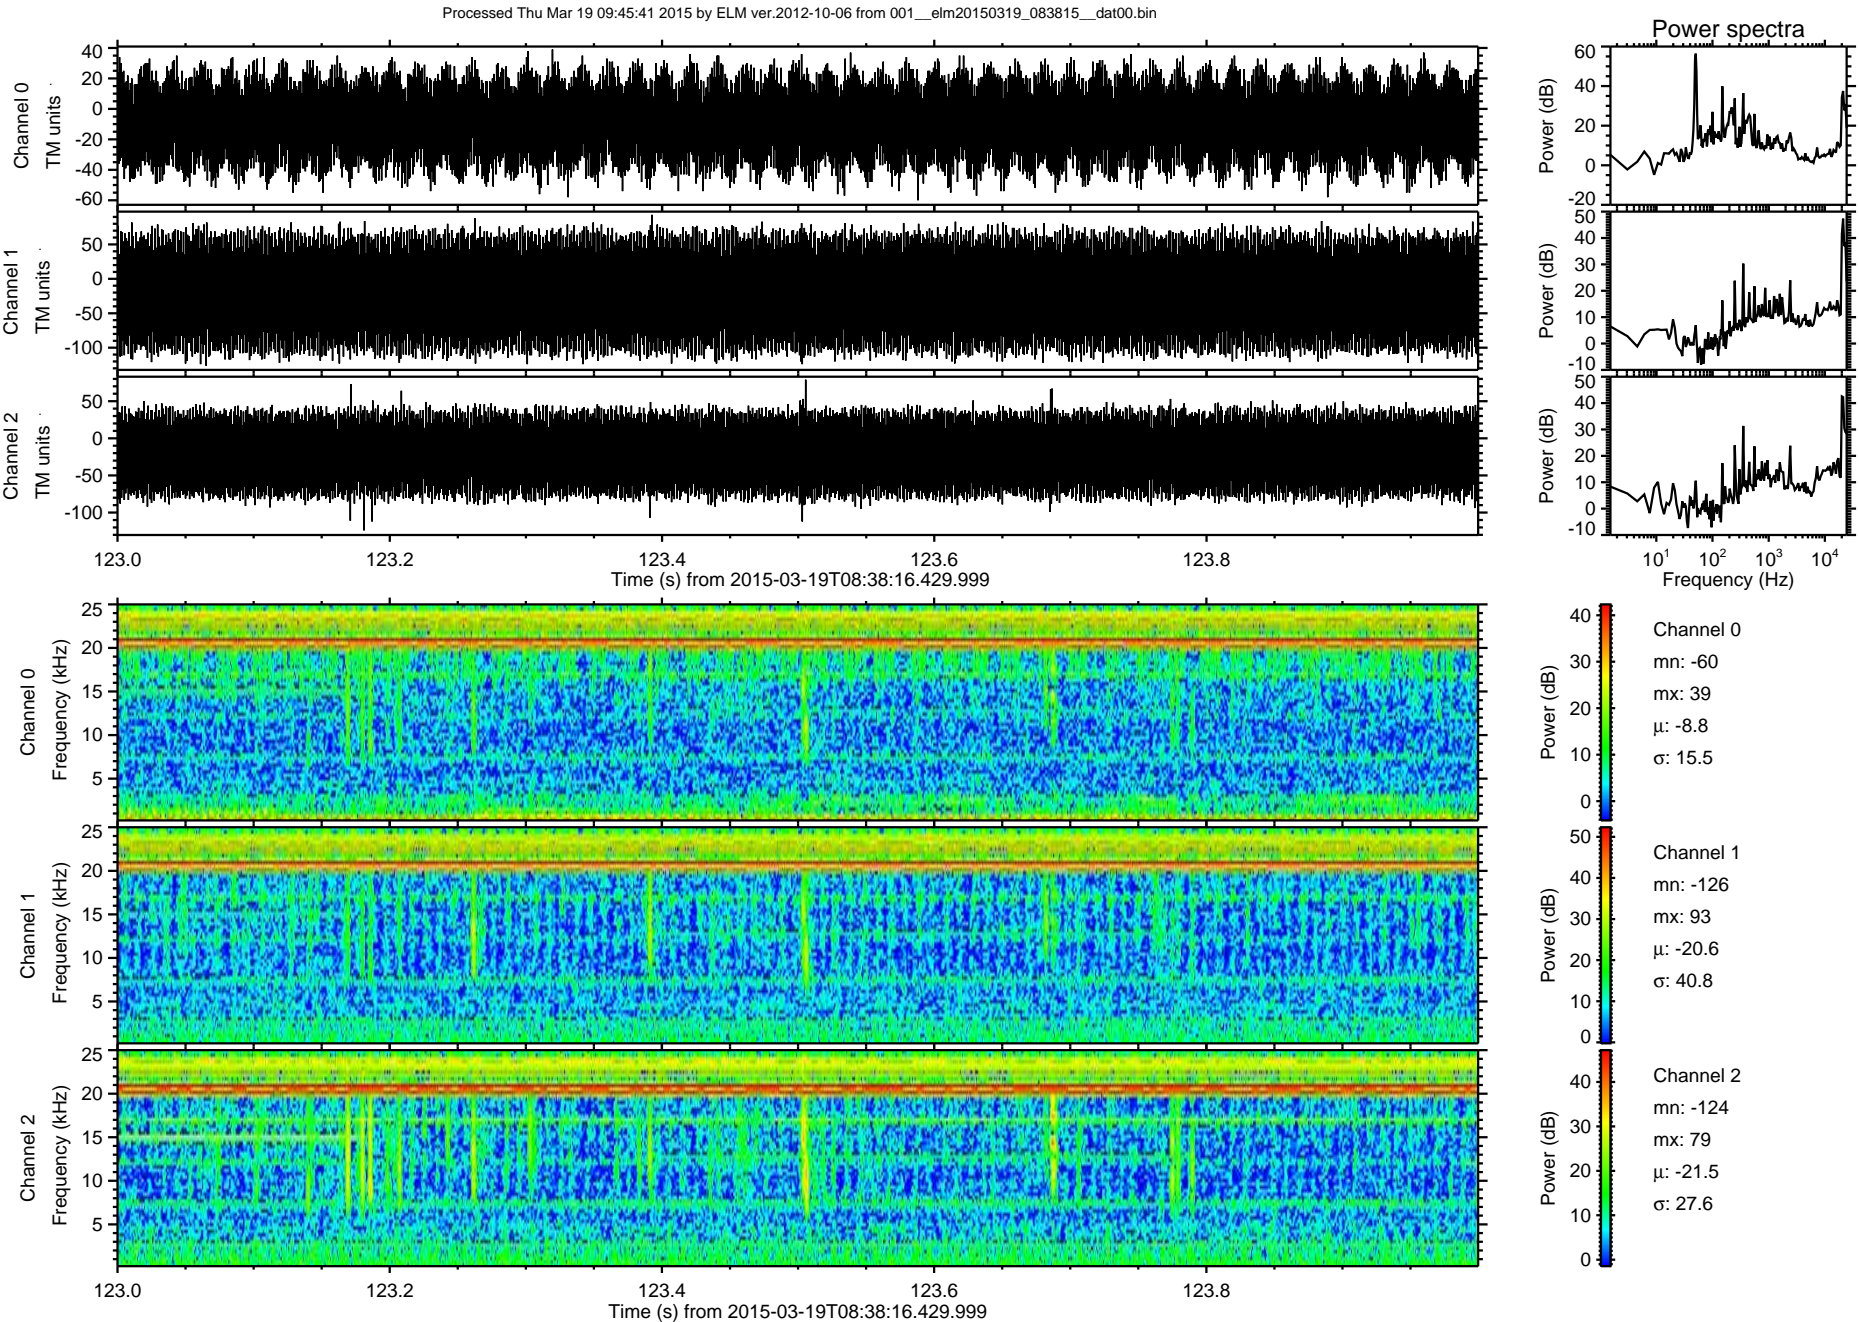 Processed Thu Mar 19 09:45:41 2015 by ELM ver.2012-10-06 from 001__elm20150319_083815__dat00.bin
Power spectra
Channel 0
TM units
40
20
0
-20
-40
-60
Power (dB)
60
40
20
0
-20
Channel 1
TM units
50
0
-50
-100
Power (dB)
50
40
30
20
10
0
-10
Channel 2
TM units
50
0
-50
-100
Power (dB)
50
40
30
20
10
0
-10
123.0 123.2 123.4 123.6 123.8
Time (s) from 2015-03-19T08:38:16.429.999
10¹ 10² 10³ 10⁴
Frequency (Hz)
Channel 0
Frequency (kHz)
25
20
15
10
5
Power (dB)
40
30
20
10
0
Channel 0
mn: -60
mx: 39
μ: -8.8
σ: 15.5
Channel 1
Frequency (kHz)
25
20
15
10
5
Power (dB)
50
40
30
20
10
0
Channel 1
mn: -126
mx: 93
μ: -20.6
σ: 40.8
Channel 2
Frequency (kHz)
25
20
15
10
5
Power (dB)
40
30
20
10
0
Channel 2
mn: -124
mx: 79
μ: -21.5
σ: 27.6
123.0 123.2 123.4 123.6 123.8
Time (s) from 2015-03-19T08:38:16.429.999